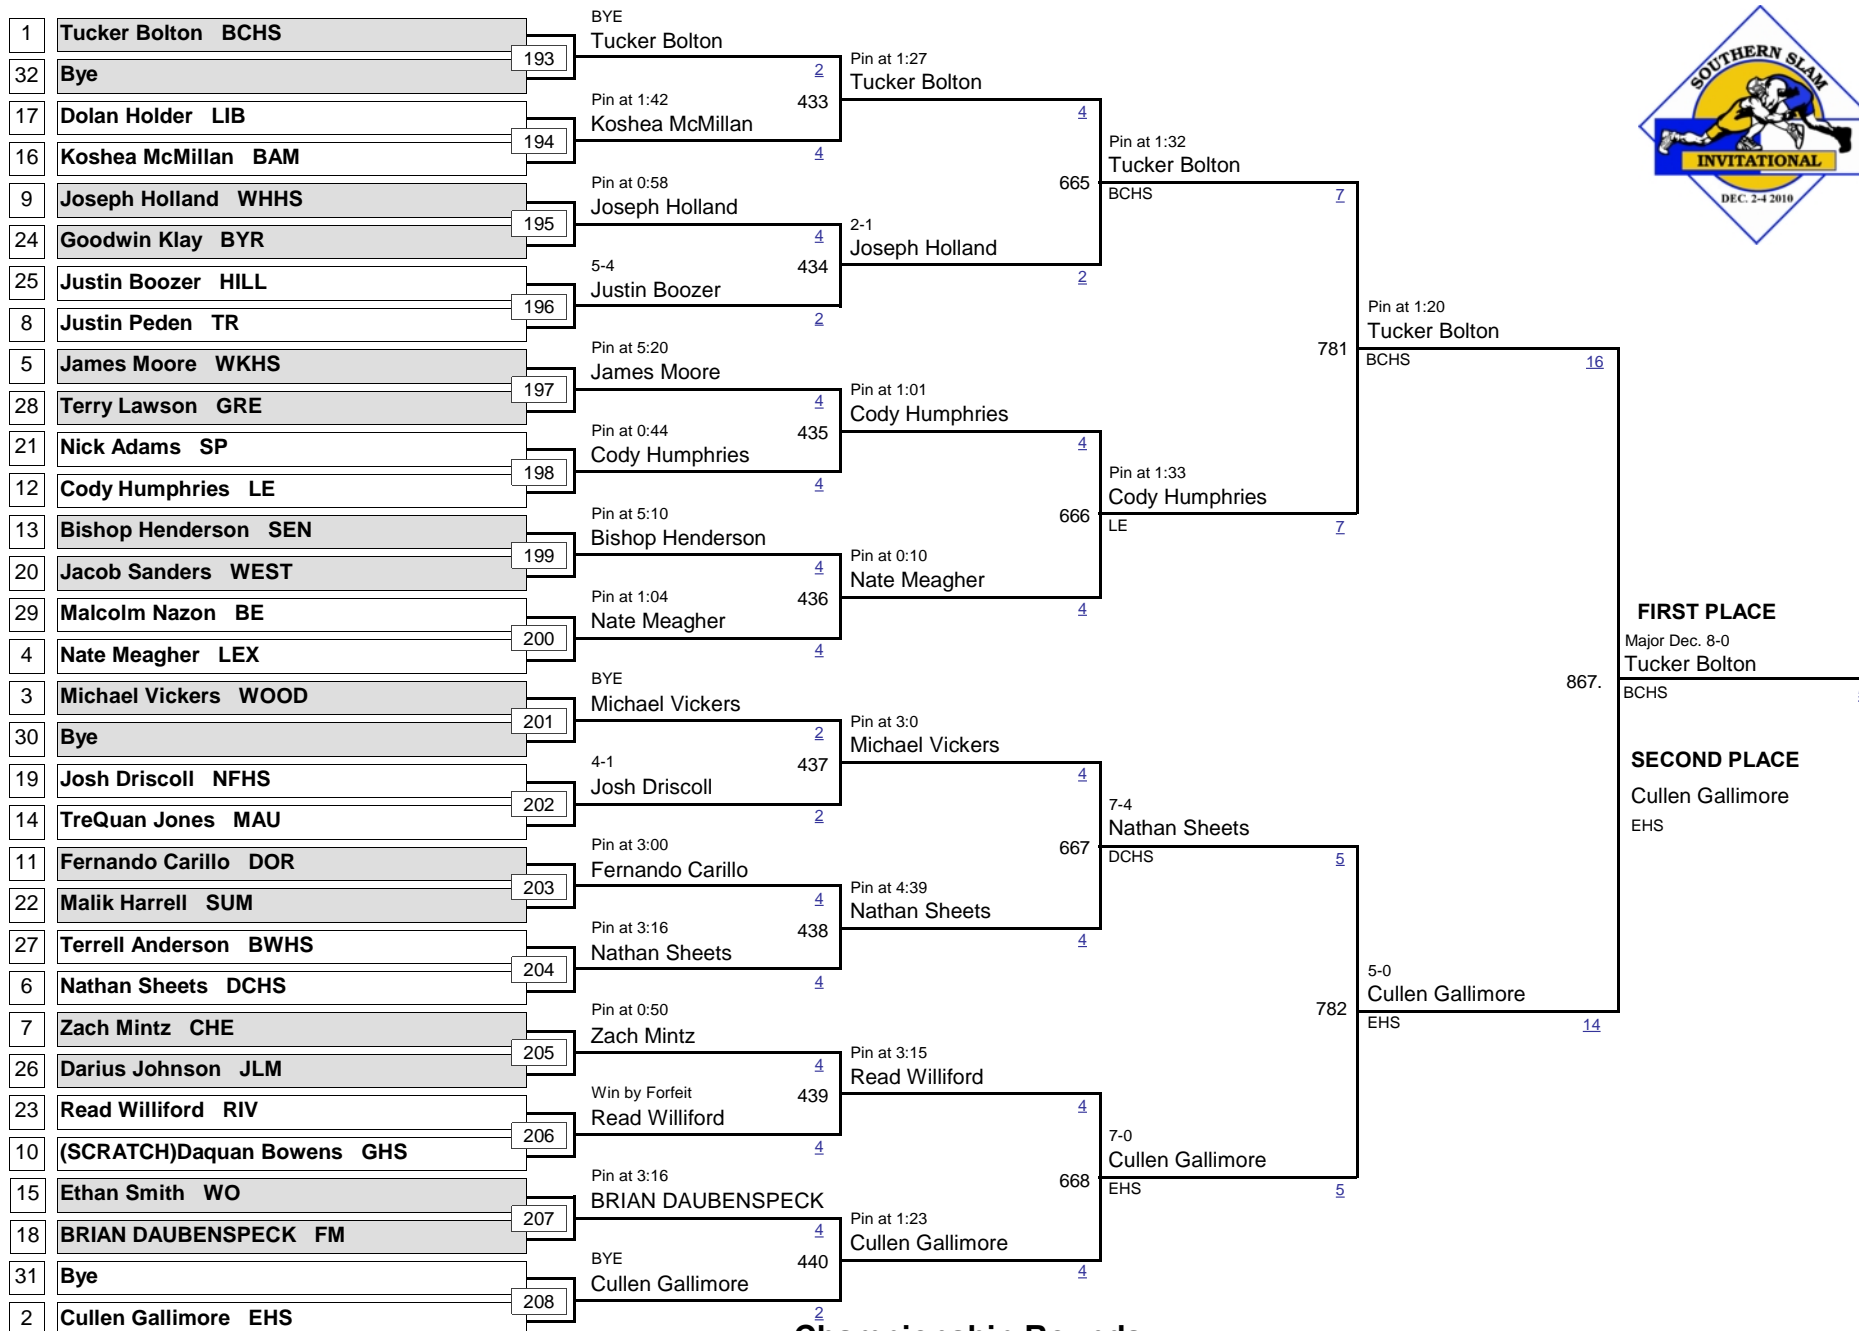 SOUTHERN SLAM
INVITATIONAL
DEC. 2-4 2010
1 Tucker Bolton BCHS
193
32 Bye
17 Dolan Holder LIB
194
16 Koshea McMillan BAM
9 Joseph Holland WHHS
195
24 Goodwin Klay BYR
25 Justin Boozer HILL
196
8 Justin Peden TR
5 James Moore WKHS
197
28 Terry Lawson GRE
21 Nick Adams SP
198
12 Cody Humphries LE
13 Bishop Henderson SEN
199
20 Jacob Sanders WEST
29 Malcolm Nazon BE
200
4 Nate Meagher LEX
3 Michael Vickers WOOD
201
30 Bye
19 Josh Driscoll NFHS
202
14 TreQuan Jones MAU
11 Fernando Carillo DOR
203
22 Malik Harrell SUM
27 Terrell Anderson BWHS
204
6 Nathan Sheets DCHS
7 Zach Mintz CHE
205
26 Darius Johnson JLM
23 Read Williford RIV
206
10 (SCRATCH)Daquan Bowens GHS
15 Ethan Smith WO
207
18 BRIAN DAUBENSPECK FM
31 Bye
208
2 Cullen Gallimore EHS
BYE
Tucker Bolton
2
433
Pin at 1:42
Koshea McMillan
4
Pin at 0:58
Joseph Holland
4
434
5-4
Justin Boozer
2
Pin at 5:20
James Moore
4
435
Pin at 0:44
Cody Humphries
4
Pin at 5:10
Bishop Henderson
4
436
Pin at 1:04
Nate Meagher
4
BYE
Michael Vickers
2
437
4-1
Josh Driscoll
2
Pin at 3:00
Fernando Carillo
4
438
Pin at 3:16
Nathan Sheets
4
Pin at 0:50
Zach Mintz
4
439
Win by Forfeit
Read Williford
4
Pin at 3:16
BRIAN DAUBENSPECK
4
440
BYE
Cullen Gallimore
2
Pin at 1:27
Tucker Bolton
4
665
2-1
Joseph Holland
2
Pin at 1:01
Cody Humphries
4
666
Pin at 0:10
Nate Meagher
4
Pin at 3:0
Michael Vickers
4
667
Pin at 4:39
Nathan Sheets
4
Pin at 3:15
Read Williford
4
668
Pin at 1:23
Cullen Gallimore
4
Pin at 1:32
Tucker Bolton
BCHS
7
781
Pin at 1:33
Cody Humphries
LE
7
7-4
Nathan Sheets
DCHS
5
782
7-0
Cullen Gallimore
EHS
5
Pin at 1:20
Tucker Bolton
BCHS
16
867.
5-0
Cullen Gallimore
EHS
14
FIRST PLACE
Major Dec. 8-0
Tucker Bolton
BCHS
SECOND PLACE
Cullen Gallimore
EHS
Championship Rounds